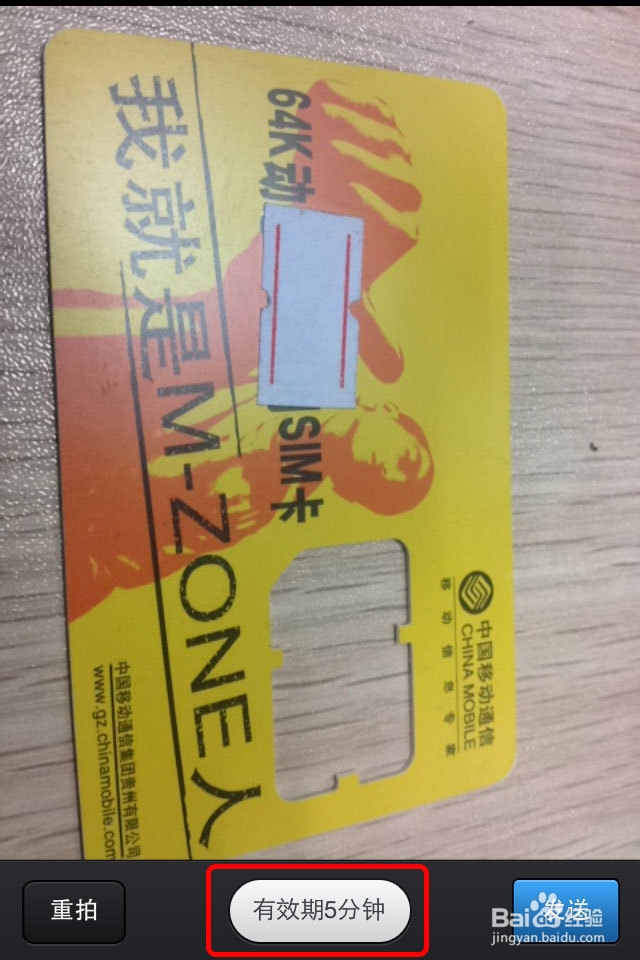 我就是M-ZONE人
64K动
SIM卡
中国移动通信
CHINA MOBILE
移动信息专家
中国移动通信集团贵州有限公司
www.gz.chinamobile.com
重拍
有效期5分钟
发送
Baidu经验
jingyan.baidu.com